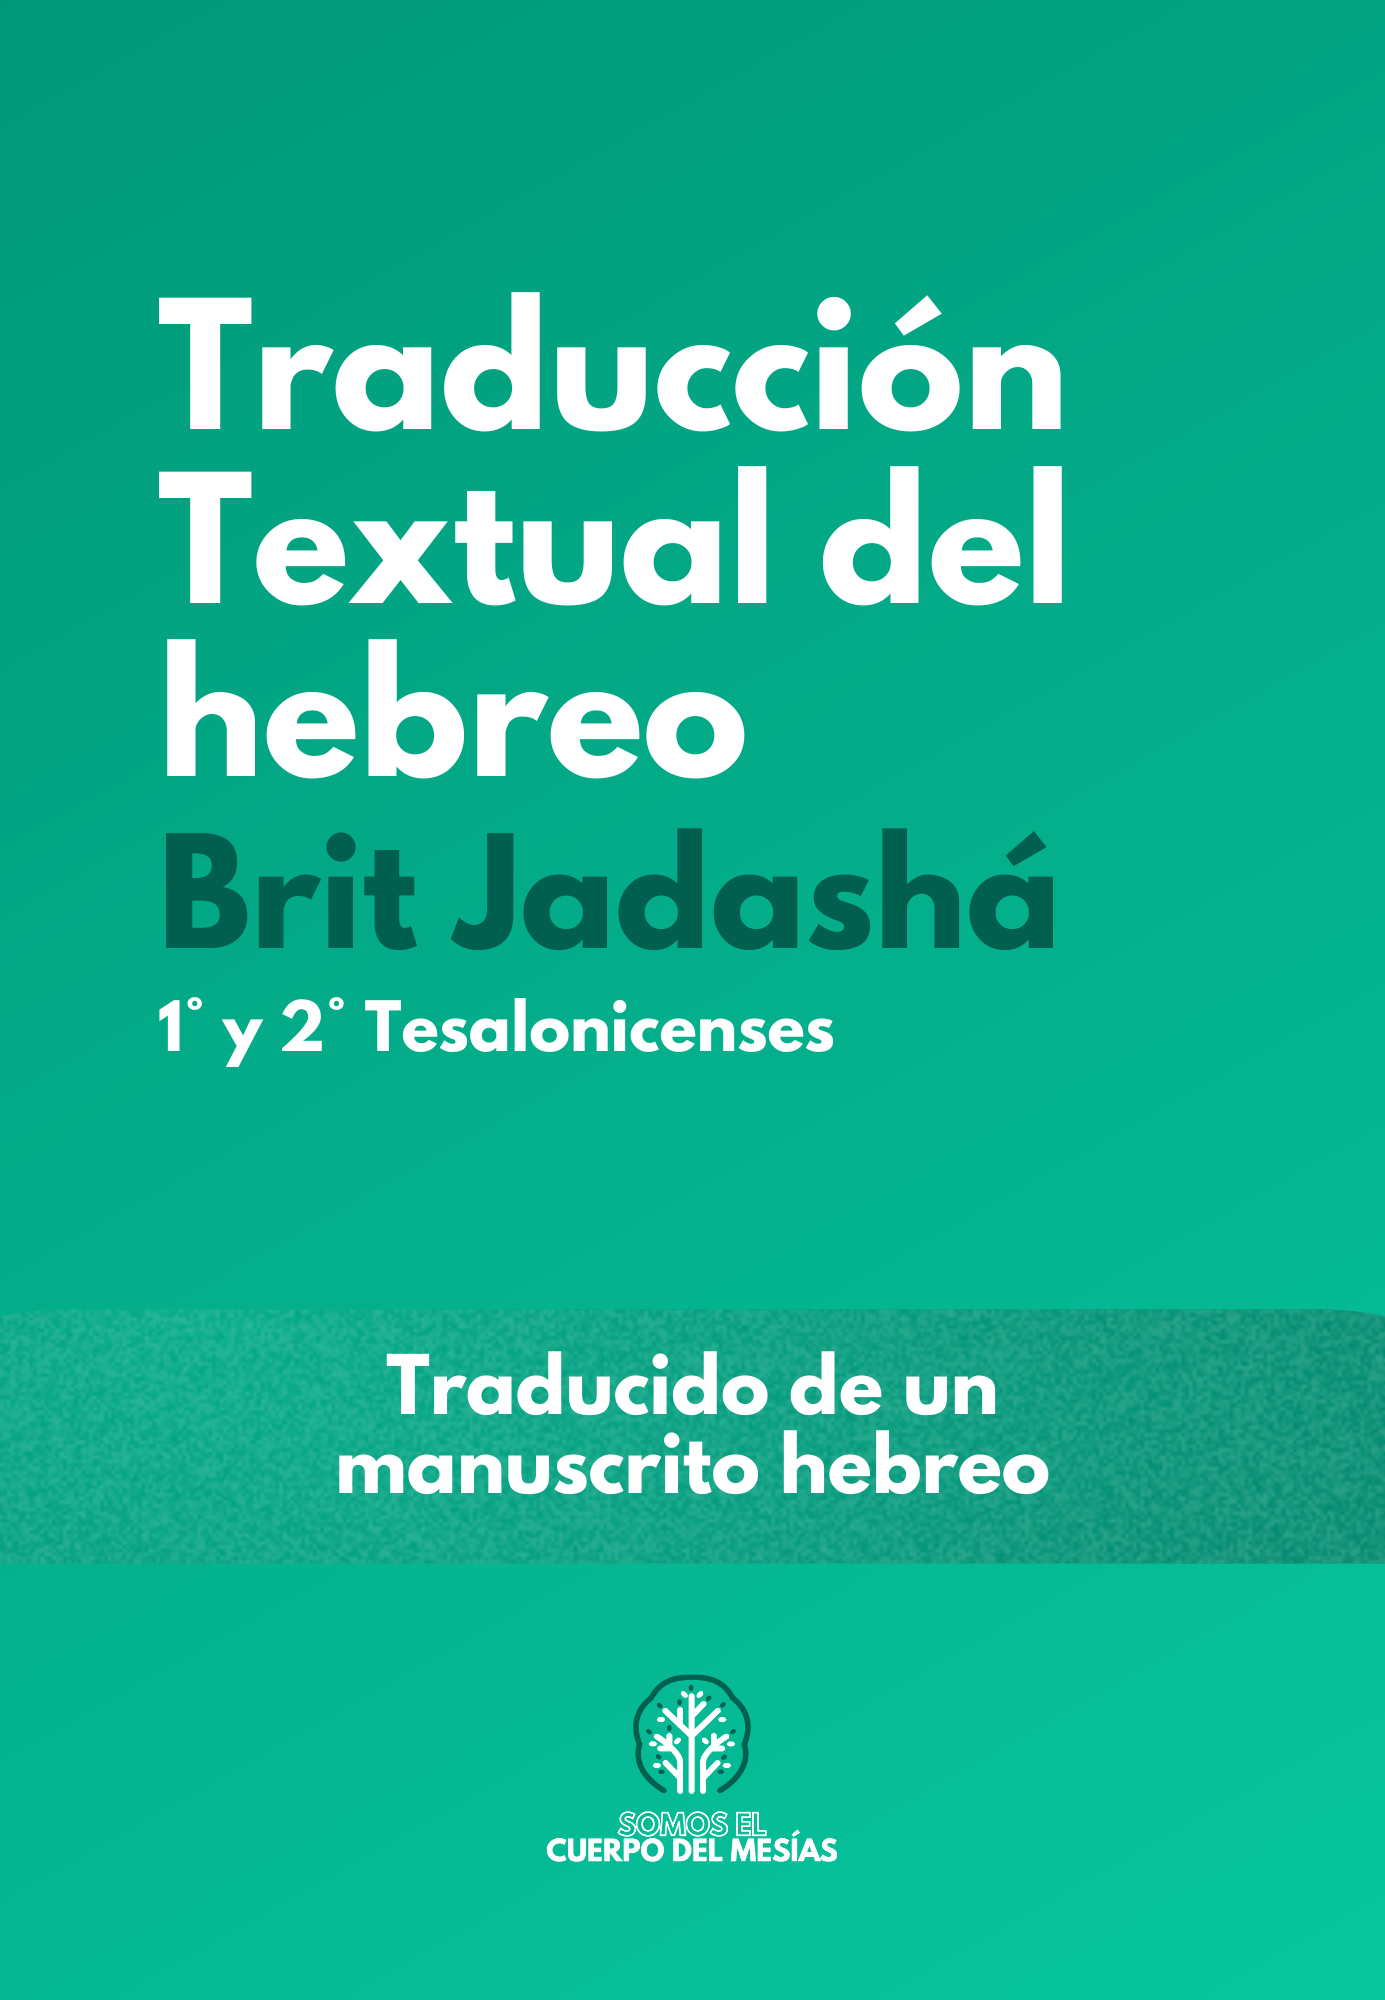 Traducción
Textual del
hebreo
Brit Jadashá
1° y 2° Tesalonicenses
Traducido de un
manuscrito hebreo
SOMOS EL
CUERPO DEL MESÍAS